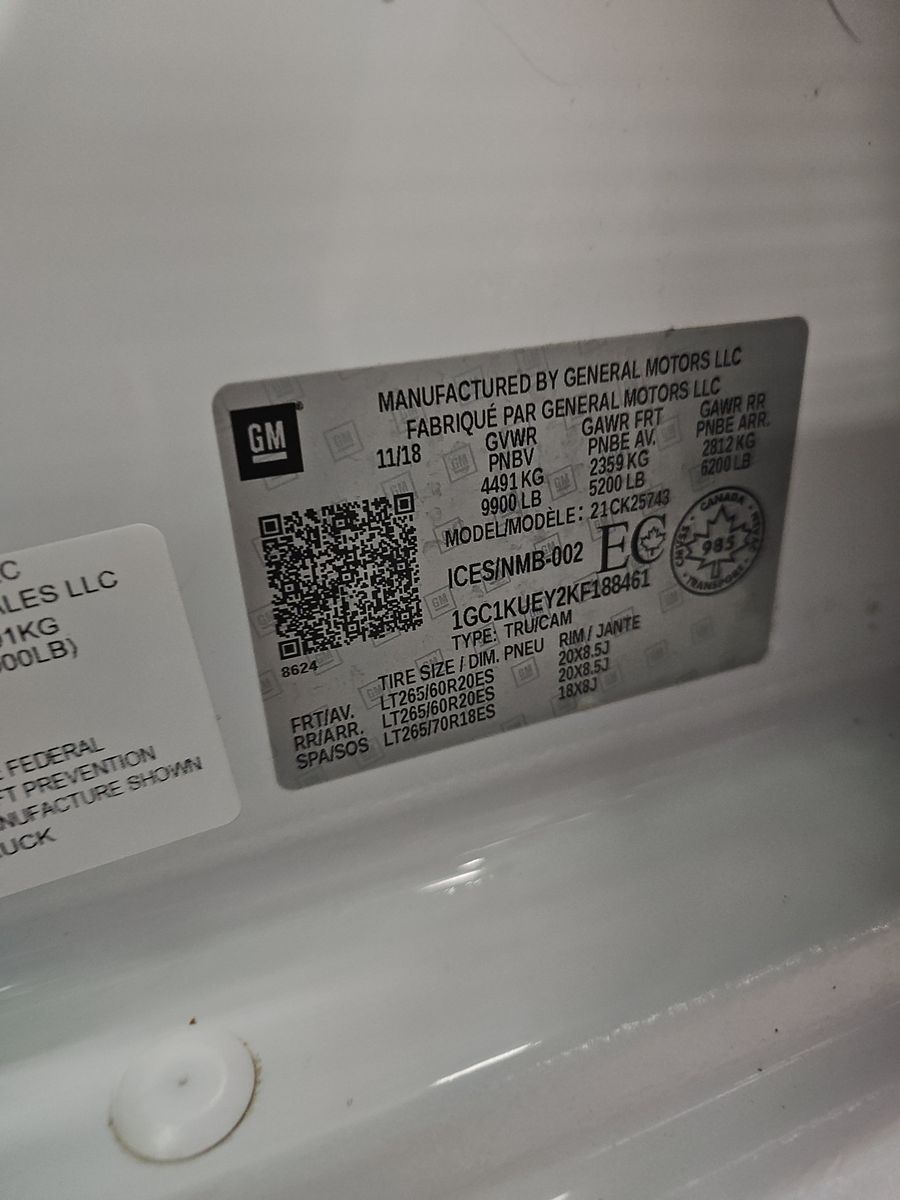 MANUFACTURED BY GENERAL MOTORS LLC
FABRIQUÉ PAR GENERAL MOTORS LLC
GM
11/18
GVWR GAWR FRT GAWR RR
PNBV PNBE AV. PNBE ARR.
4491 KG 2359 KG 2812 KG
9900 LB 5200 LB 6200 LB
MODEL/MODÈLE: 21CK25743
ICES/NMB-002 EC
CANADA
985
TRANSPORT
1GC1KUEY2KF188461
TYPE: TRU/CAM
8624
TIRE SIZE / DIM. PNEU RIM / JANTE
FRT/AV. LT265/60R20ES 20X8.5J
RR/ARR. LT265/60R20ES 20X8.5J
SPA/SOS LT265/70R18ES 18X8J
C
ALES LLC
91KG
00LB)
FEDERAL
FT PREVENTION
NUFACTURE SHOWN
UCK